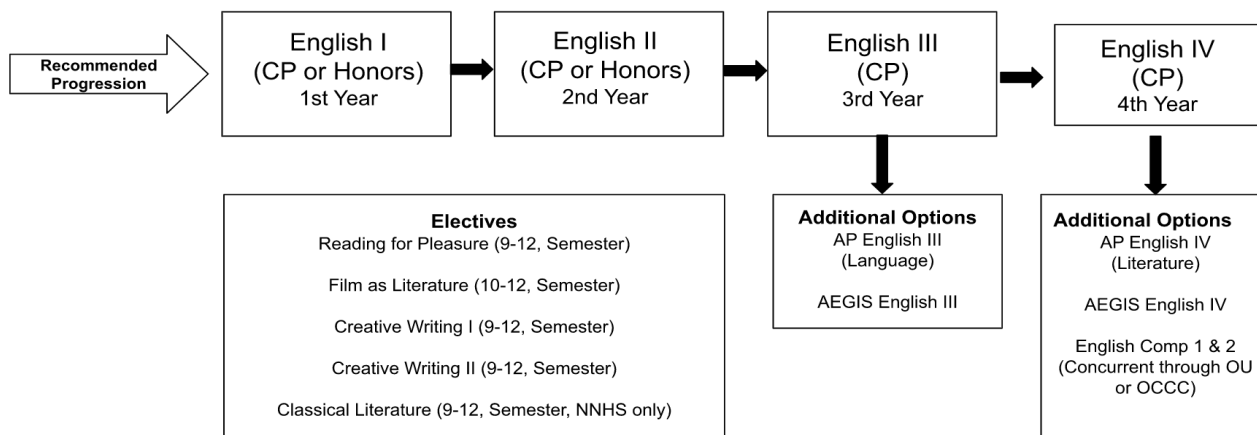 Recommended
Progression
English I
(CP or Honors)
1st Year
English II
(CP or Honors)
2nd Year
English III
(CP)
3rd Year
English IV
(CP)
4th Year
Electives
Reading for Pleasure (9-12, Semester)
Film as Literature (10-12, Semester)
Creative Writing I (9-12, Semester)
Creative Writing II (9-12, Semester)
Classical Literature (9-12, Semester, NNHS only)
Additional Options
AP English III
(Language)
AEGIS English III
Additional Options
AP English IV
(Literature)
AEGIS English IV
English Comp 1 & 2
(Concurrent through OU
or OCCC)